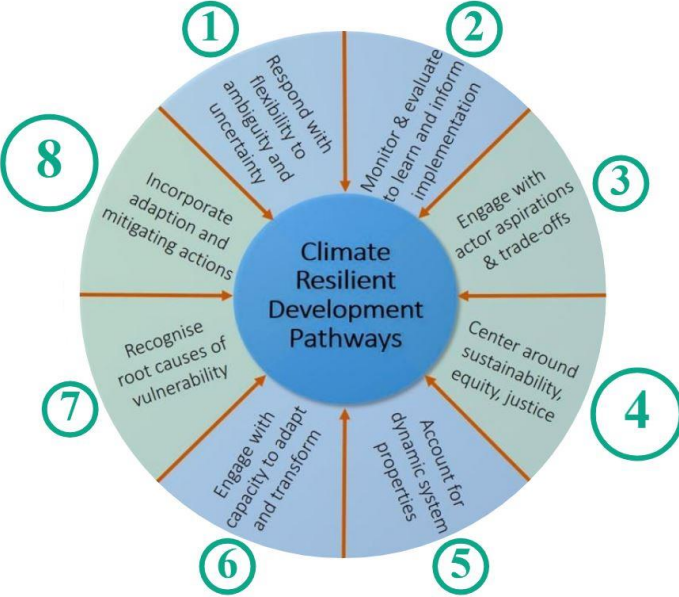 1
Respond with
flexibility to
ambiguity and
uncertainty
2
Monitor & evaluate
to learn and inform
implementation
3
Engage with
actor aspirations
& trade-offs
4
Center around
sustainability,
equity, justice
5
Account for
dynamic system
properties
6
Engage with
capacity to adapt
and transform
7
Recognise
root causes of
vulnerability
8
Incorporate
adaption and
mitigating actions
Climate
Resilient
Development
Pathways